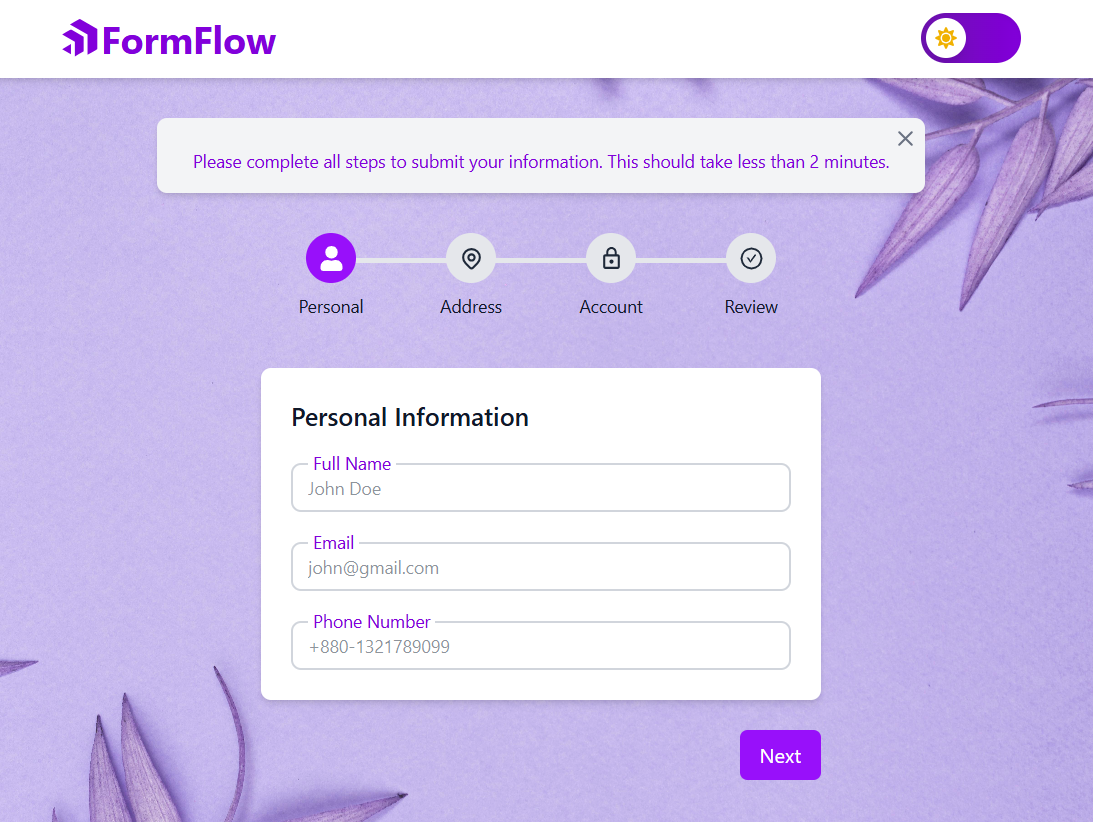 FormFlow
Please complete all steps to submit your information. This should take less than 2 minutes.
Personal
Address
Account
Review
Personal Information
Full Name
John Doe
Email
john@gmail.com
Phone Number
+880-1321789099
Next